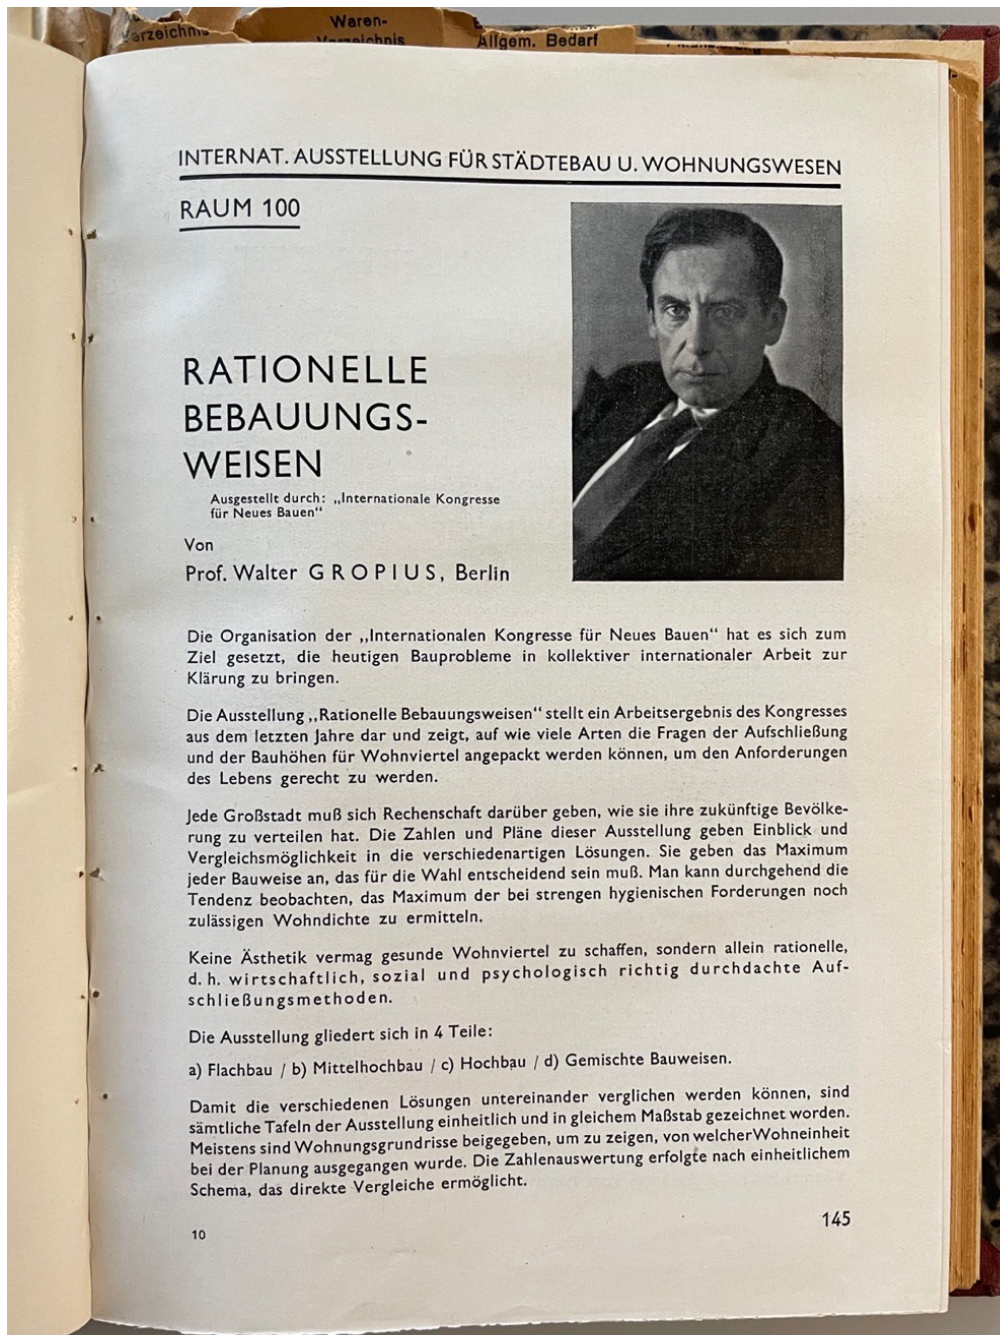 Waren-
Verzeichnis
Allgem. Bedarf
INTERNAT. AUSSTELLUNG FÜR STÄDTEBAU U. WOHNUNGSWESEN
RAUM 100
RATIONELLE
BEBAUUNGS-
WEISEN
Ausgestellt durch: „Internationale Kongresse
für Neues Bauen“
Von
Prof. Walter GROPIUS, Berlin
Die Organisation der „Internationalen Kongresse für Neues Bauen“ hat es sich zum
Ziel gesetzt, die heutigen Bauprobleme in kollektiver internationaler Arbeit zur
Klärung zu bringen.
Die Ausstellung „Rationelle Bebauungsweisen“ stellt ein Arbeitsergebnis des Kongresses
aus dem letzten Jahre dar und zeigt, auf wie viele Arten die Fragen der Aufschließung
und der Bauhöhen für Wohnviertel angepackt werden können, um den Anforderungen
des Lebens gerecht zu werden.
Jede Großstadt muß sich Rechenschaft darüber geben, wie sie ihre zukünftige Bevölke-
rung zu verteilen hat. Die Zahlen und Pläne dieser Ausstellung geben Einblick und
Vergleichsmöglichkeit in die verschiedenartigen Lösungen. Sie geben das Maximum
jeder Bauweise an, das für die Wahl entscheidend sein muß. Man kann durchgehend die
Tendenz beobachten, das Maximum der bei strengen hygienischen Forderungen noch
zulässigen Wohndichte zu ermitteln.
Keine Ästhetik vermag gesunde Wohnviertel zu schaffen, sondern allein rationelle,
d. h. wirtschaftlich, sozial und psychologisch richtig durchdachte Auf-
schließungsmethoden.
Die Ausstellung gliedert sich in 4 Teile:
a) Flachbau / b) Mittelhochbau / c) Hochbau / d) Gemischte Bauweisen.
Damit die verschiedenen Lösungen untereinander verglichen werden können, sind
sämtliche Tafeln der Ausstellung einheitlich und in gleichem Maßstab gezeichnet worden.
Meistens sind Wohnungsgrundrisse beigegeben, um zu zeigen, von welcher Wohneinheit
bei der Planung ausgegangen wurde. Die Zahlenauswertung erfolgte nach einheitlichem
Schema, das direkte Vergleiche ermöglicht.
10
145